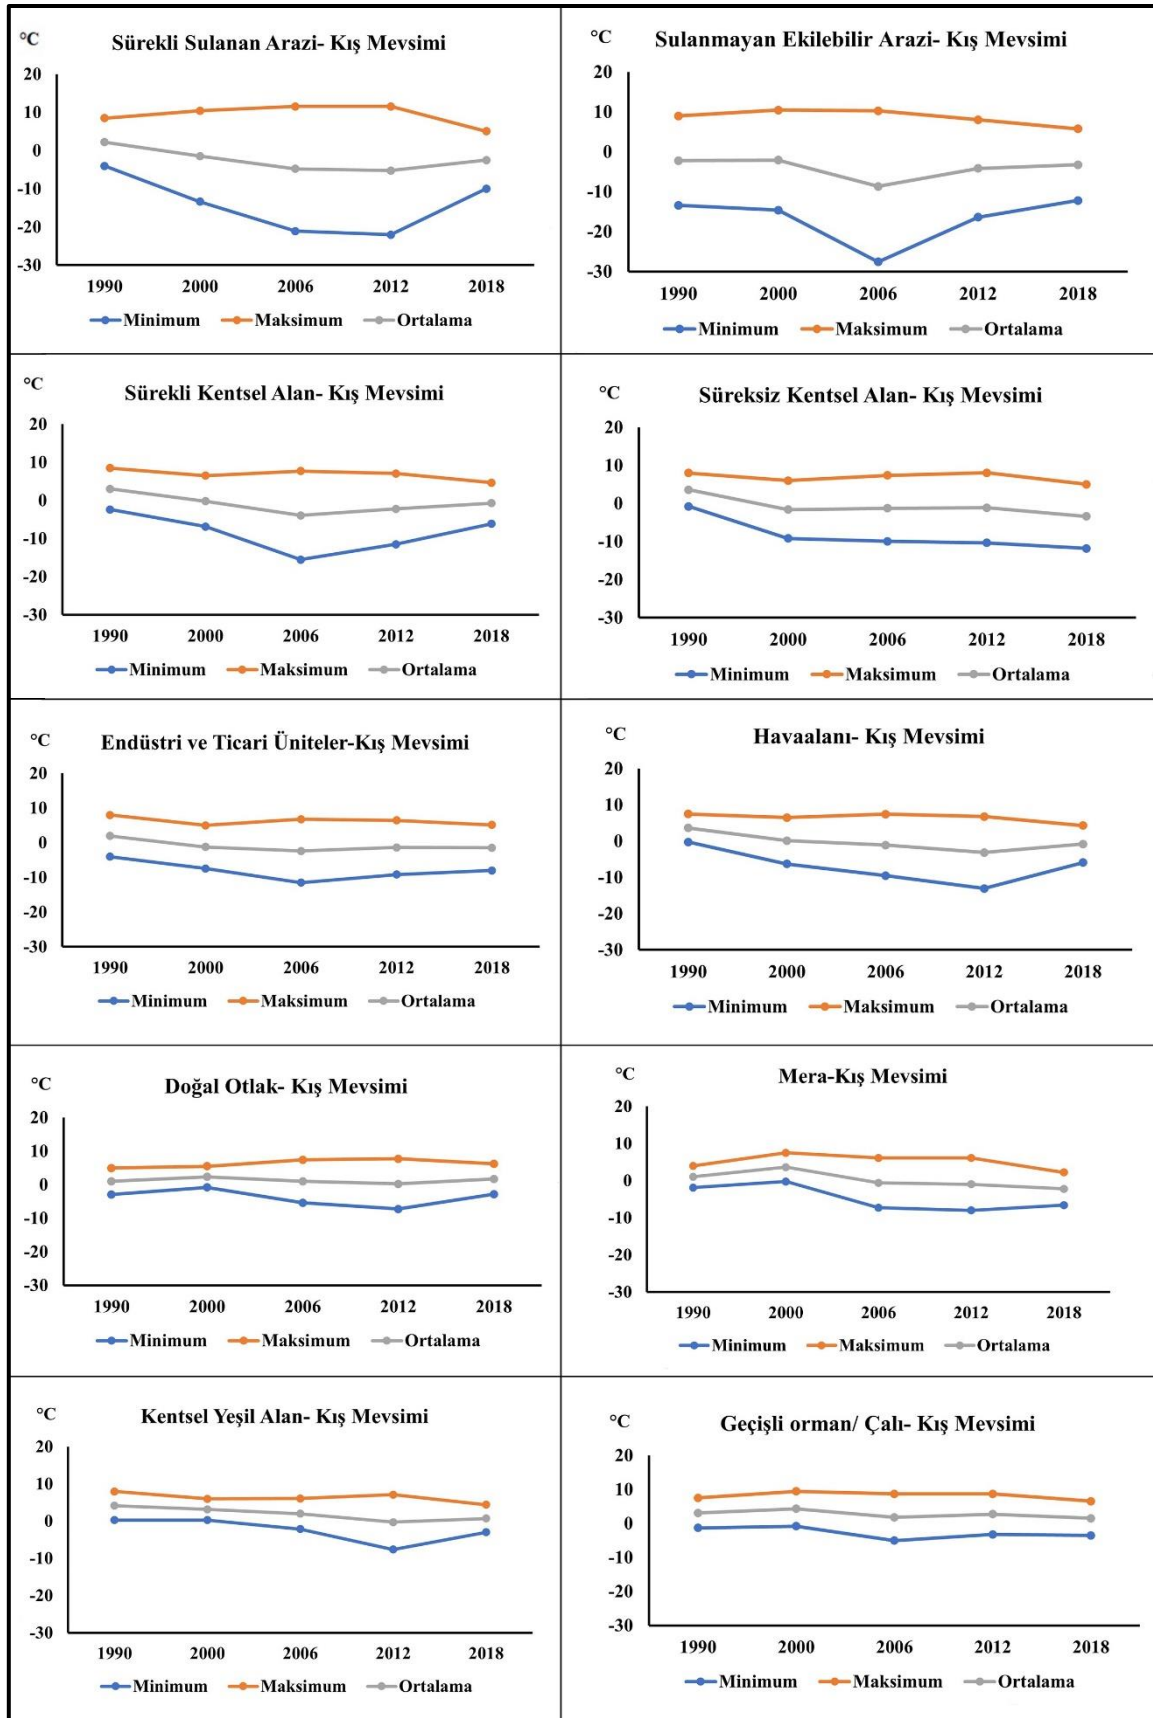 °C
Sürekli Sulanan Arazi- Kış Mevsimi
20
10
0
-10
-20
-30
1990 2000 2006 2012 2018
Minimum Maksimum Ortalama
°C
Sulanmayan Ekilebilir Arazi- Kış Mevsimi
20
10
0
-10
-20
-30
1990 2000 2006 2012 2018
Minimum Maksimum Ortalama
°C
Sürekli Kentsel Alan- Kış Mevsimi
20
10
0
-10
-20
-30
1990 2000 2006 2012 2018
Minimum Maksimum Ortalama
°C
Süreksiz Kentsel Alan- Kış Mevsimi
20
10
0
-10
-20
-30
1990 2000 2006 2012 2018
Minimum Maksimum Ortalama
°C
Endüstri ve Ticari Üniteler-Kış Mevsimi
20
10
0
-10
-20
-30
1990 2000 2006 2012 2018
Minimum Maksimum Ortalama
°C
Havaalanı- Kış Mevsimi
20
10
0
-10
-20
-30
1990 2000 2006 2012 2018
Minimum Maksimum Ortalama
°C
Doğal Otlak- Kış Mevsimi
20
10
0
-10
-20
-30
1990 2000 2006 2012 2018
Minimum Maksimum Ortalama
°C
Mera-Kış Mevsimi
20
10
0
-10
-20
-30
1990 2000 2006 2012 2018
Minimum Maksimum Ortalama
°C
Kentsel Yeşil Alan- Kış Mevsimi
20
10
0
-10
-20
-30
1990 2000 2006 2012 2018
Minimum Maksimum Ortalama
°C
Geçişli orman/ Çalı- Kış Mevsimi
20
10
0
-10
-20
-30
1990 2000 2006 2012 2018
Minimum Maksimum Ortalama